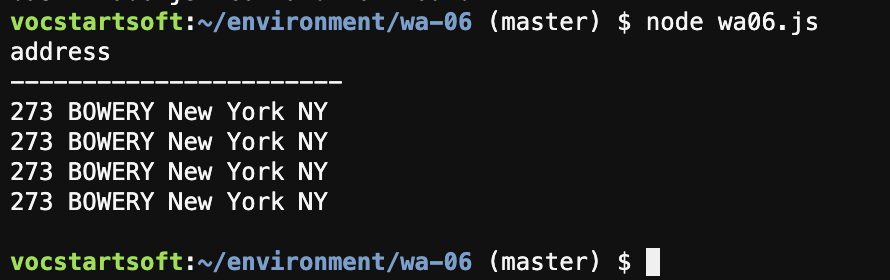 vocstartsoft:~/environment/wa-06 (master) $ node wa06.js
address
-----------------------
273 BOWERY New York NY
273 BOWERY New York NY
273 BOWERY New York NY
273 BOWERY New York NY
vocstartsoft:~/environment/wa-06 (master) $